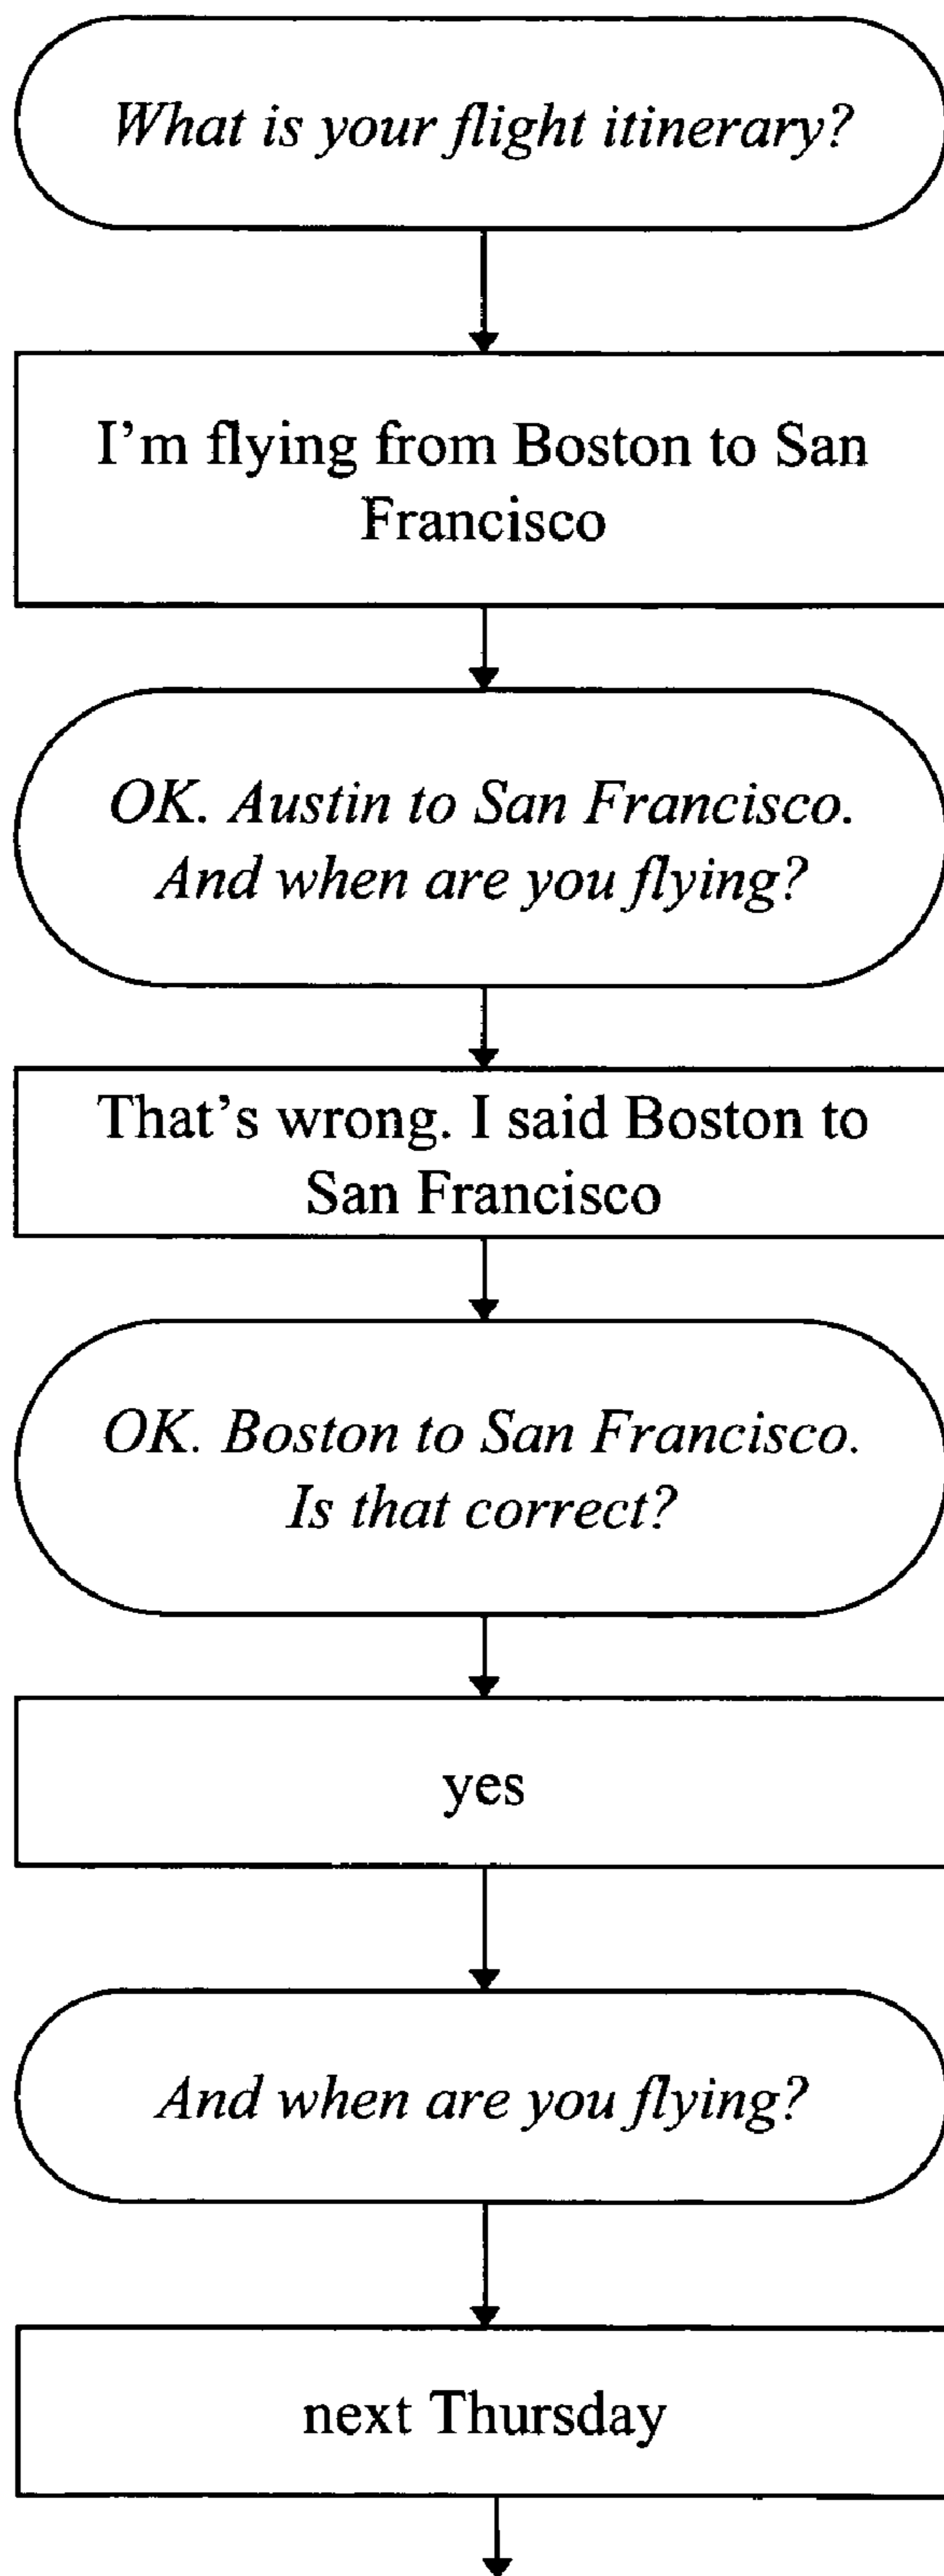 What is your flight itinerary?
I'm flying from Boston to San
Francisco
OK. Austin to San Francisco.
And when are you flying?
That's wrong. I said Boston to
San Francisco
OK. Boston to San Francisco.
Is that correct?
yes
And when are you flying?
next Thursday